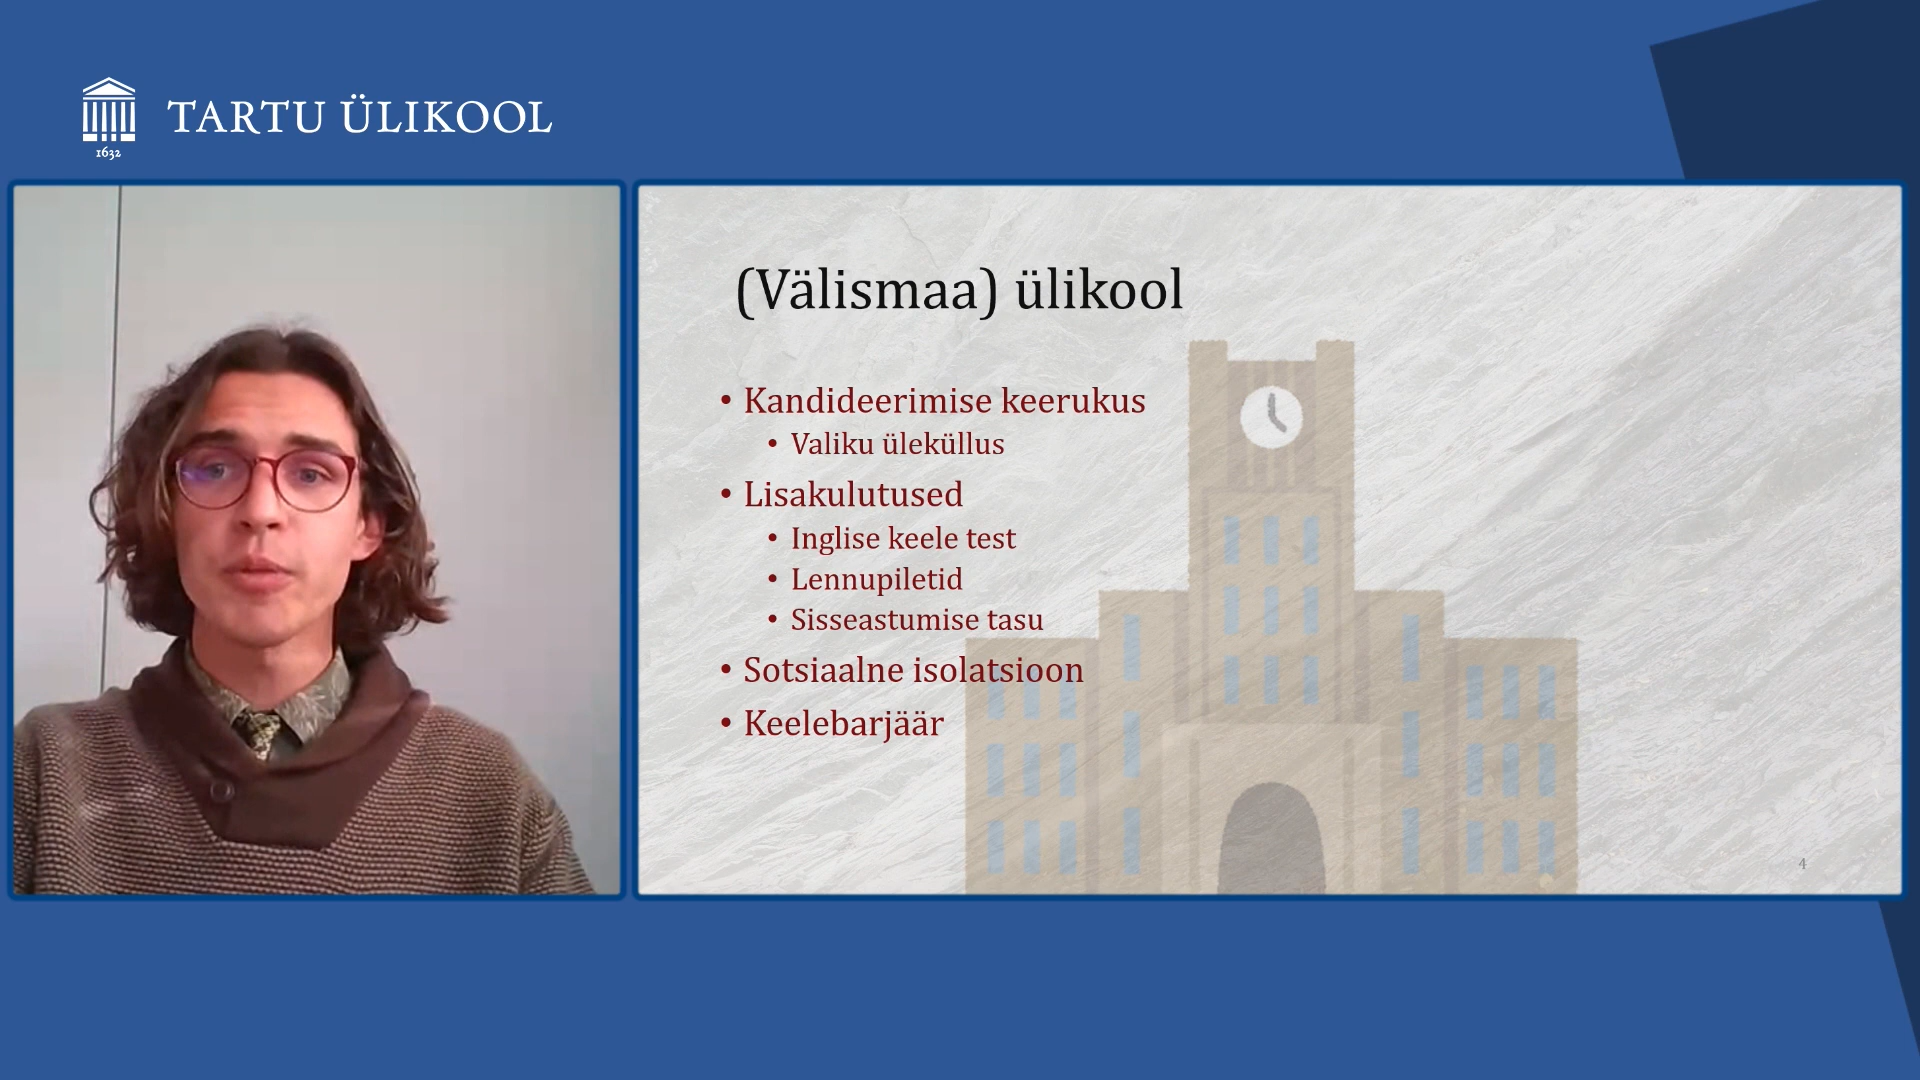 TARTU ÜLIKOOL
1632
(Välismaa) ülikool
• Kandideerimise keerukus
• Valiku üleküllus
• Lisakulutused
• Inglise keele test
• Lennupiletid
• Sisseastumise tasu
• Sotsiaalne isolatsioon
• Keelebarjäär
4